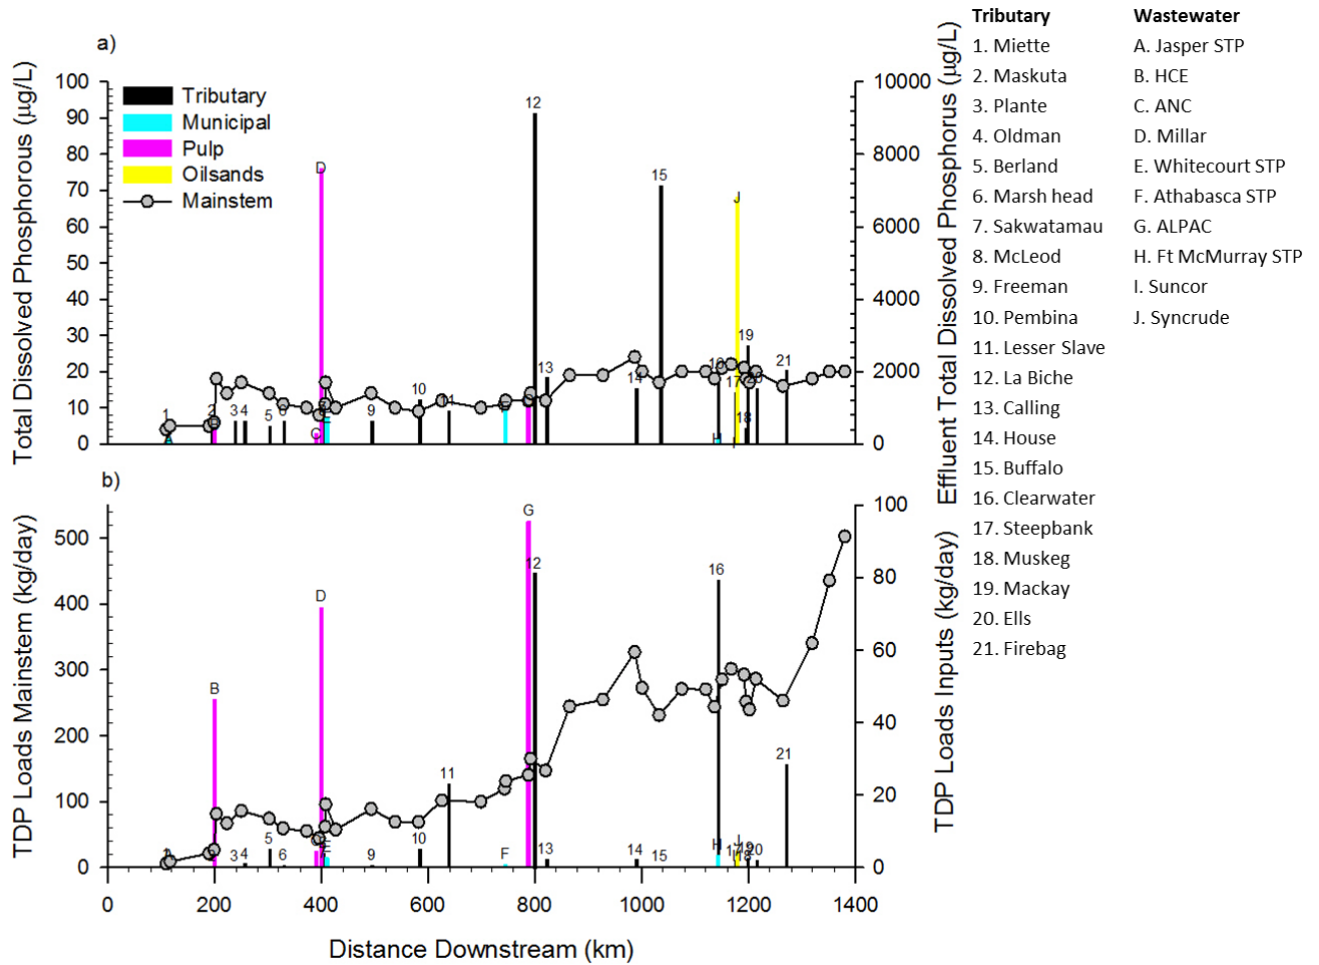 a)
Total Dissolved Phosphorous (µg/L)
100
90
80
70
60
50
40
30
20
10
0
Tributary
Municipal
Pulp
Oilsands
Mainstem
1
2
3
4
5
6
C
D
E
9
10
11
12
13
14
15
16
H
17
J
18
19
20
21
10000
8000
6000
4000
2000
0
Effluent Total Dissolved Phosphorous (µg/L)
b)
TDP Loads Mainstem (kg/day)
500
400
300
200
100
0
B
3
4
5
6
D
E
9
10
11
F
G
12
13
14
15
16
H
17
18
19
20
21
100
80
60
40
20
0
TDP Loads Inputs (kg/day)
0
200
400
600
800
1000
1200
1400
Distance Downstream (km)
Tributary
1. Miette
2. Maskuta
3. Plante
4. Oldman
5. Berland
6. Marsh head
7. Sakwatamau
8. McLeod
9. Freeman
10. Pembina
11. Lesser Slave
12. La Biche
13. Calling
14. House
15. Buffalo
16. Clearwater
17. Steepbank
18. Muskeg
19. Mackay
20. Ells
21. Firebag
Wastewater
A. Jasper STP
B. HCE
C. ANC
D. Millar
E. Whitecourt STP
F. Athabasca STP
G. ALPAC
H. Ft McMurray STP
I. Suncor
J. Syncrude